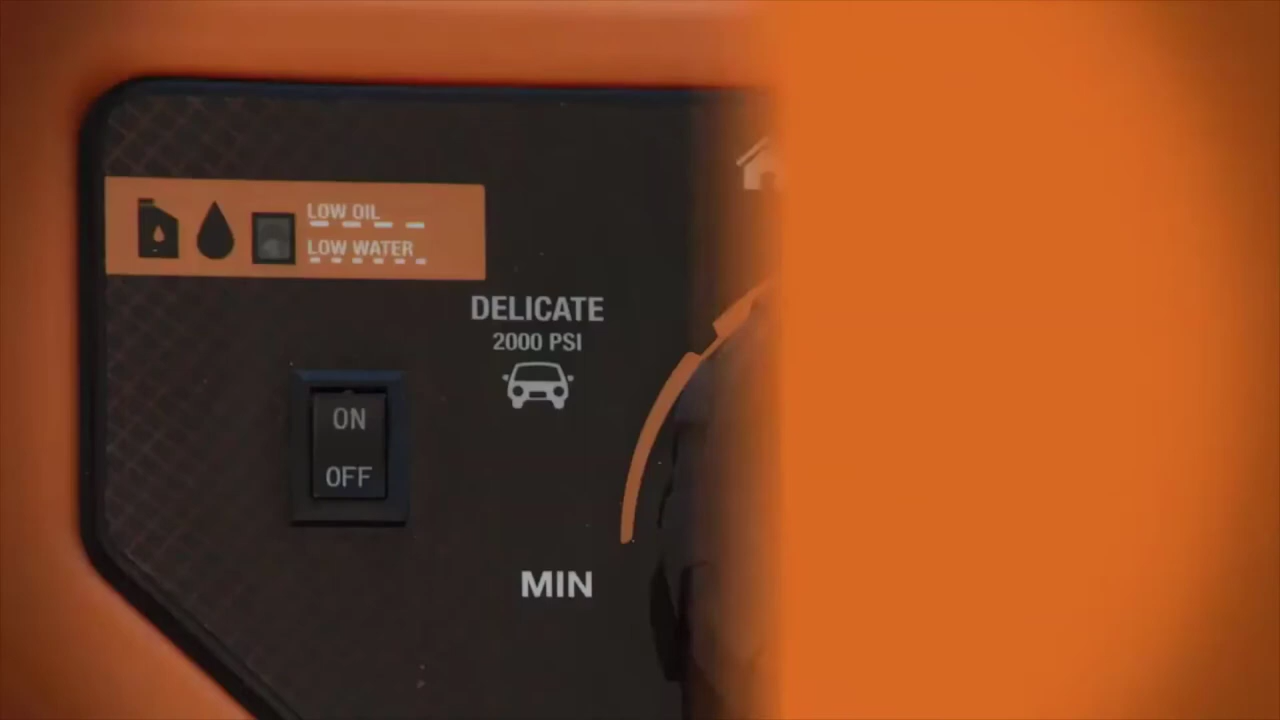 LOW OIL
LOW WATER
DELICATE
2000 PSI
ON
OFF
MIN